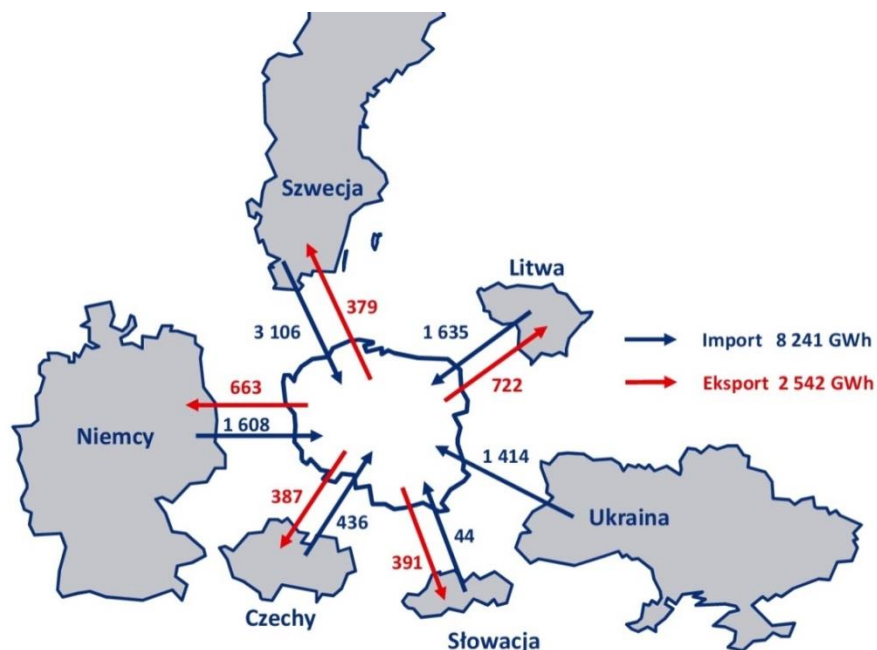 Szwecja
Litwa
379
3 106
1 635
Import 8 241 GWh
722
Eksport 2 542 GWh
663
Niemcy
1 608
1 414
387
436
44
Ukraina
391
Czechy
Słowacja